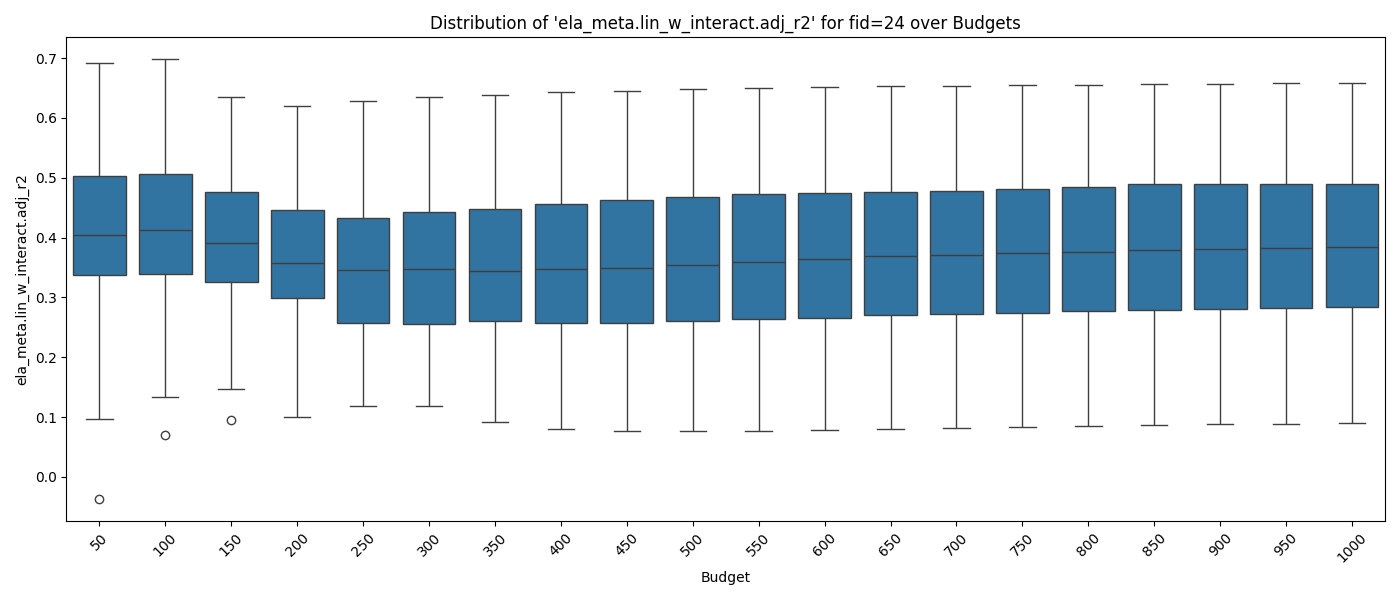 Distribution of 'ela_meta.lin_w_interact.adj_r2' for fid=24 over Budgets
ela_meta.lin_w_interact.adj_r2
0.7
0.6
0.5
0.4
0.3
0.2
0.1
0.0
50 100 150 200 250 300 350 400 450 500 550 600 650 700 750 800 850 900 950 1000
Budget